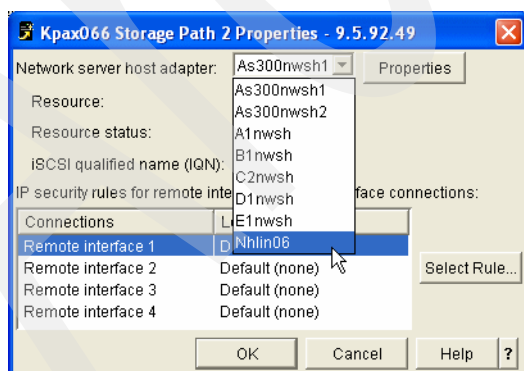 Kpax066 Storage Path 2 Properties - 9.5.92.49
Network server host adapter: As300nwsh1 Properties
As300nwsh1
As300nwsh2
A1nwsh
B1nwsh
C2nwsh
D1nwsh
E1nwsh
Nhlin06
Resource:
Resource status:
iSCSI qualified name (IQN):
IP security rules for remote inte face connections:
Connections L
Remote interface 1 D
Remote interface 2 Default (none)
Remote interface 3 Default (none)
Remote interface 4 Default (none)
Select Rule...
OK Cancel Help ?